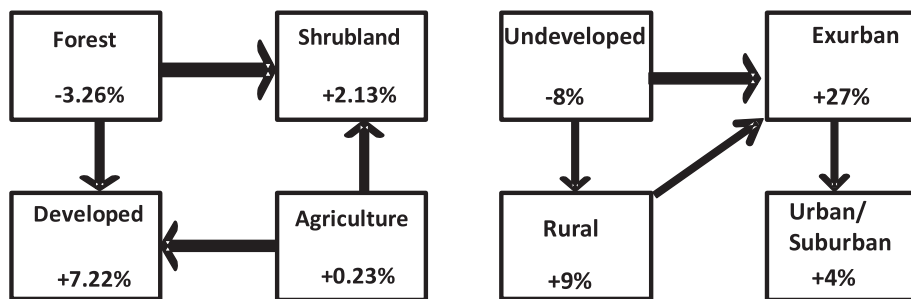 Forest
-3.26%
Shrubland
+2.13%
Developed
+7.22%
Agriculture
+0.23%
Undeveloped
-8%
Exurban
+27%
Rural
+9%
Urban/
Suburban
+4%